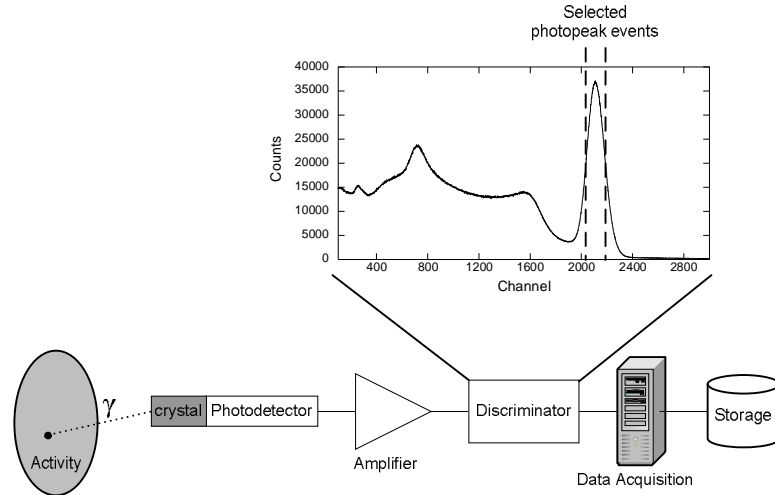 Selected
photopeak events
40000
35000
30000
25000
20000
15000
10000
5000
0
Counts
400 800 1200 1600 2000 2400 2800
Channel
γ
crystal Photodetector
Discriminator
Storage
Activity
Amplifier
Data Acquisition